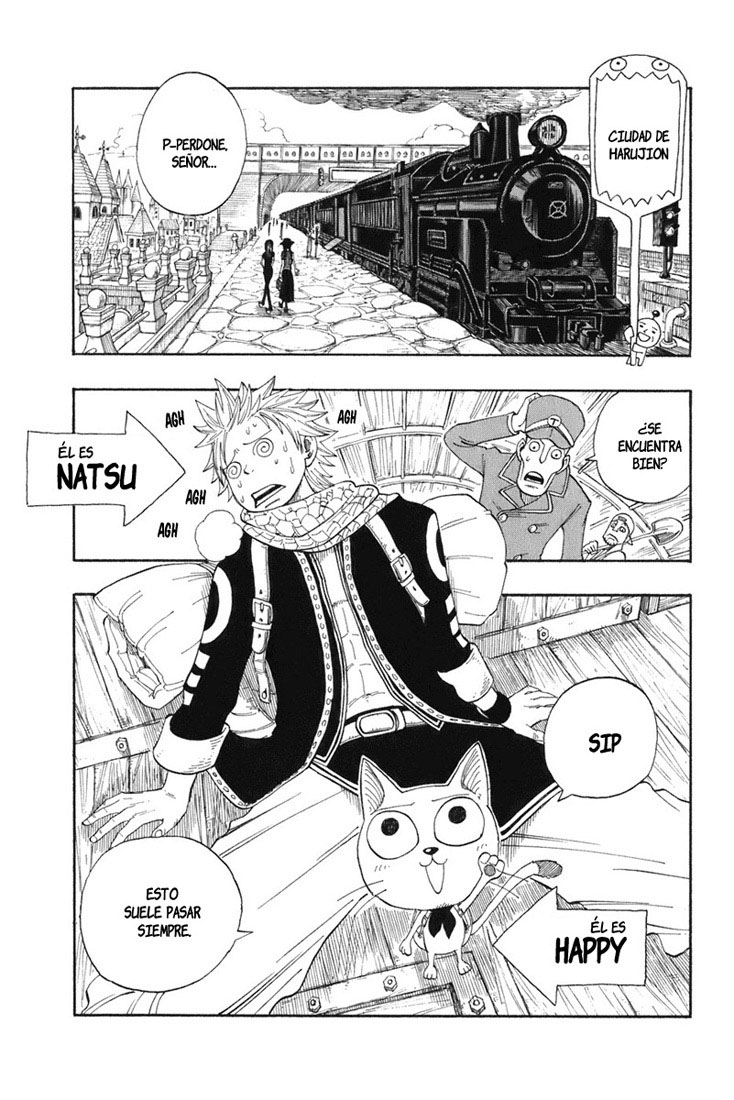 P-PERDONE,
SEÑOR...
CIUDAD DE
HARUJION
AGH
AGH
ÉL ES
NATSU
¿SE
ENCUENTRA
BIEN?
AGH
AGH
SIP
ESTO
SUELE PASAR
SIEMPRE.
ÉL ES
HAPPY